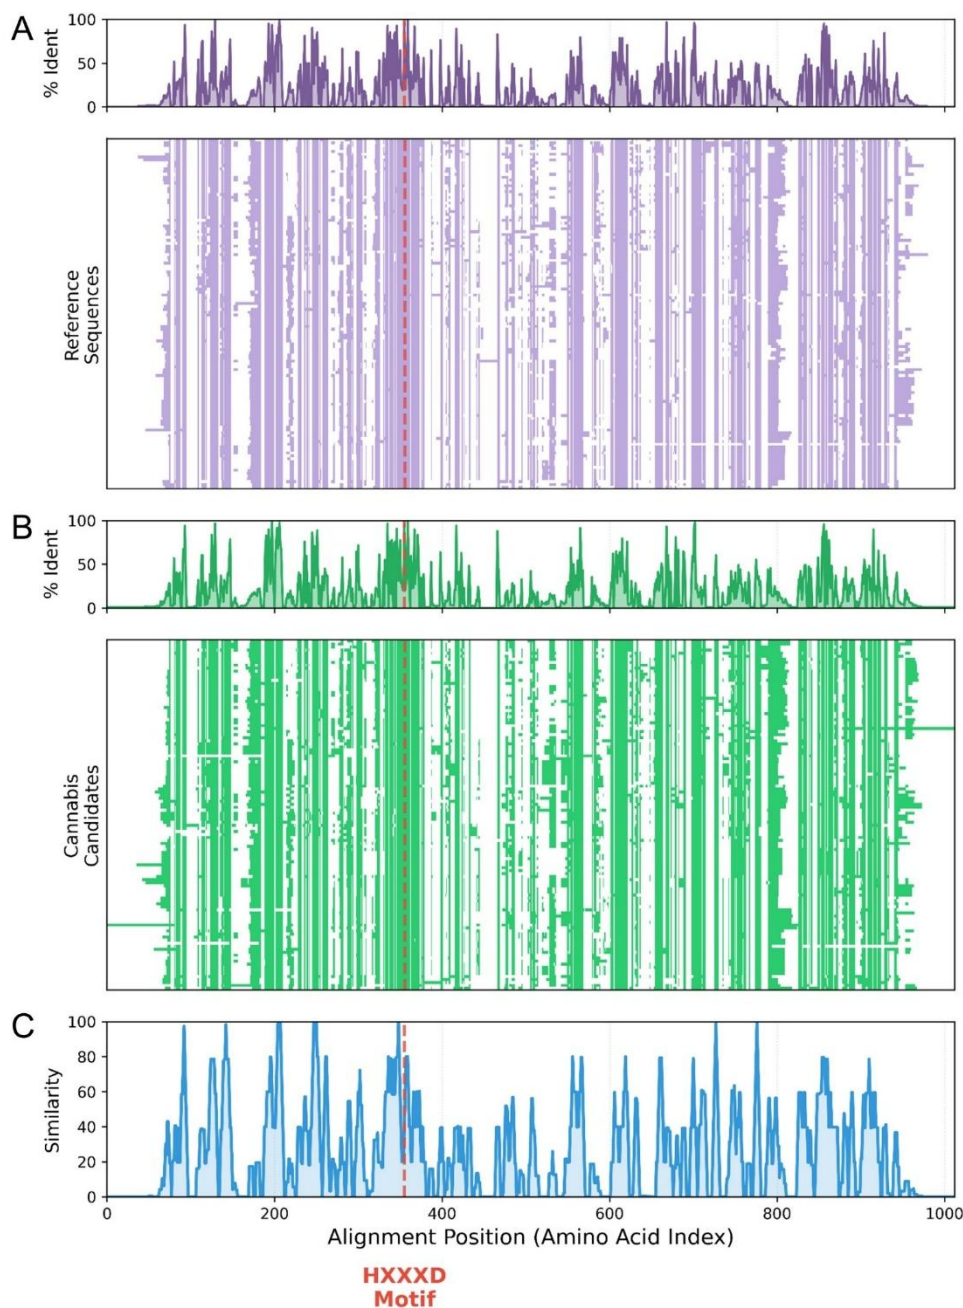 A
% Ident
100
50
0
Reference
Sequences
B
% Ident
100
50
0
Cannabis
Candidates
C
Similarity
100
80
60
40
20
0
0 200 400 600 800 1000
Alignment Position (Amino Acid Index)
HXXXD
Motif